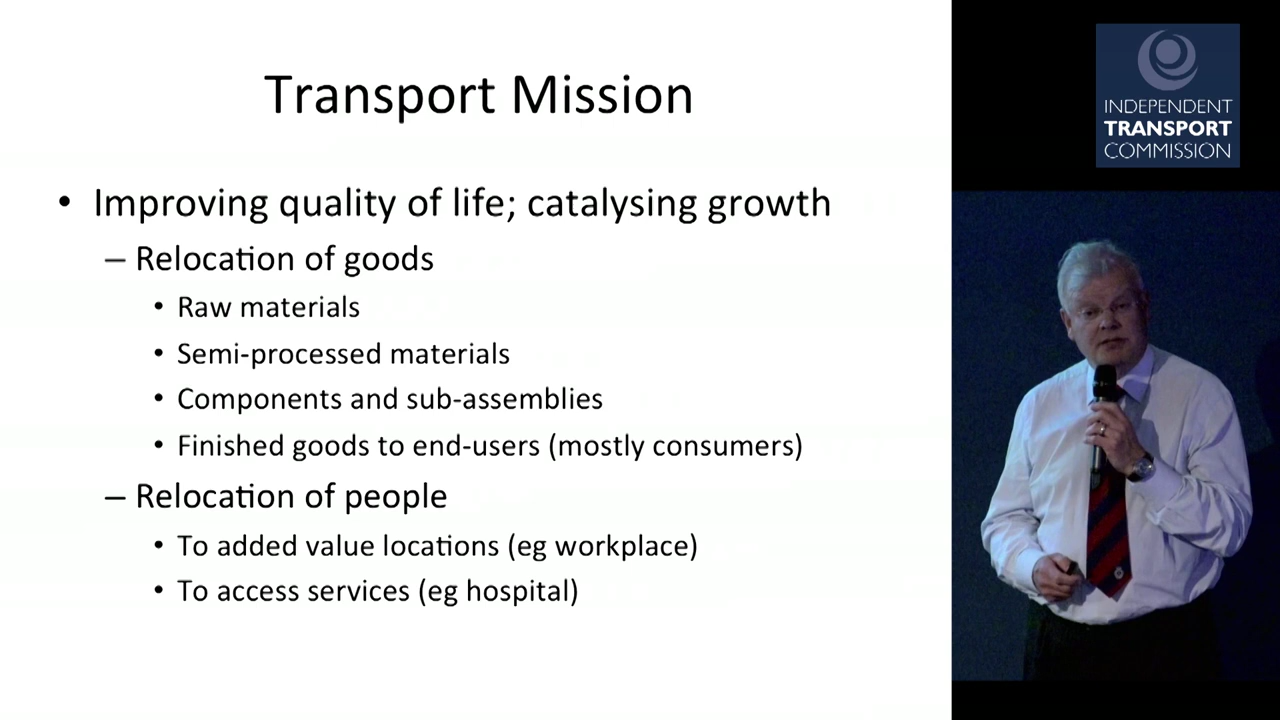 Transport Mission
• Improving quality of life; catalysing growth
– Relocation of goods
• Raw materials
• Semi-processed materials
• Components and sub-assemblies
• Finished goods to end-users (mostly consumers)
– Relocation of people
• To added value locations (eg workplace)
• To access services (eg hospital)
INDEPENDENT
TRANSPORT
COMMISSION